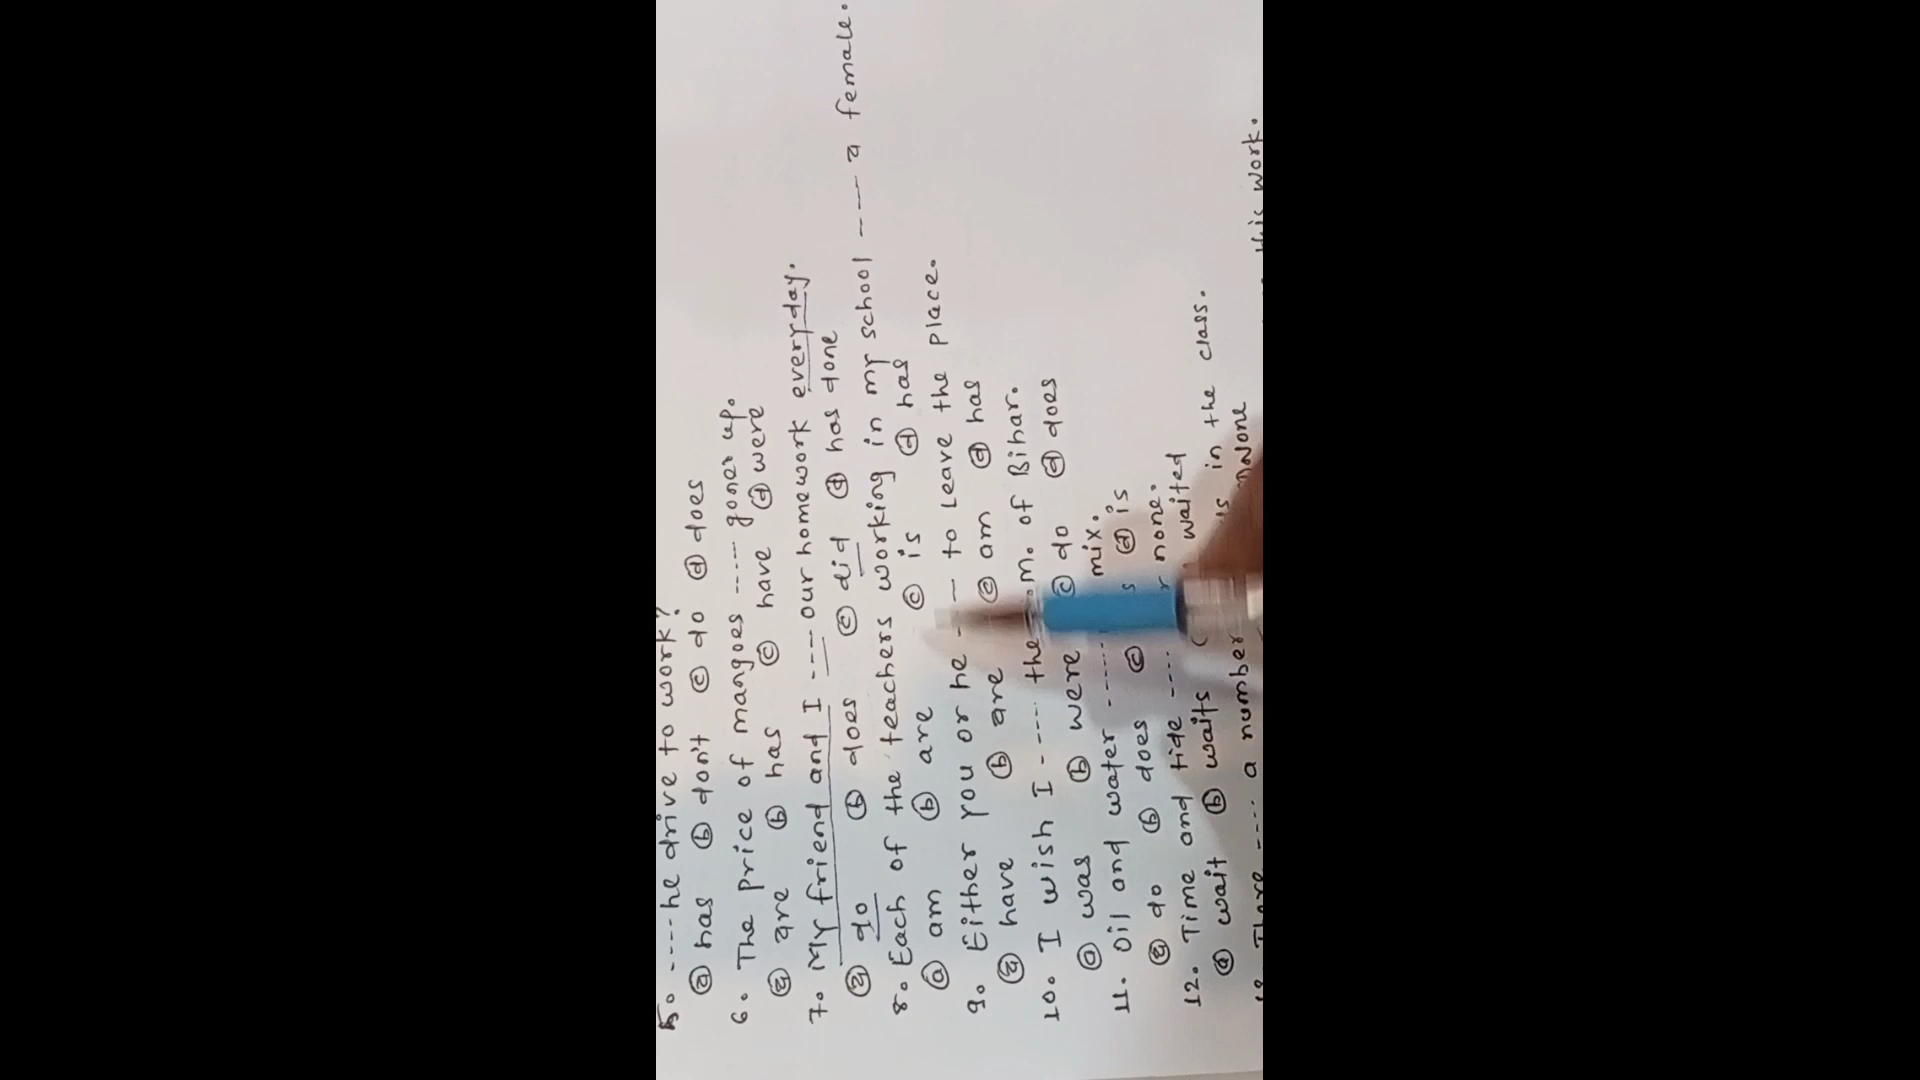 5. ----he drive to work?
(a) has (b) don't (c) do (d) does
6. The price of mangoes ----- gone up.
(a) are (b) has (c) have (d) were
7. My friend and I ---- our homework everyday.
(a) do (b) does (c) did (d) has done
8. Each of the teachers working in my school ---- a female.
(a) am (b) are (c) is (d) has
9. Either you or he ---- to leave the place.
(a) have (b) are (c) am (d) has
10. I wish I ---- the .m. of Bihar.
(a) was (b) were (c) do (d) does
11. Oil and water ----- mix.
(a) do (b) does (c) s (d) is
12. Time and tide ---- r none.
(a) wait (b) waits ( waited
There ---- a number is in the class.
None
this work.